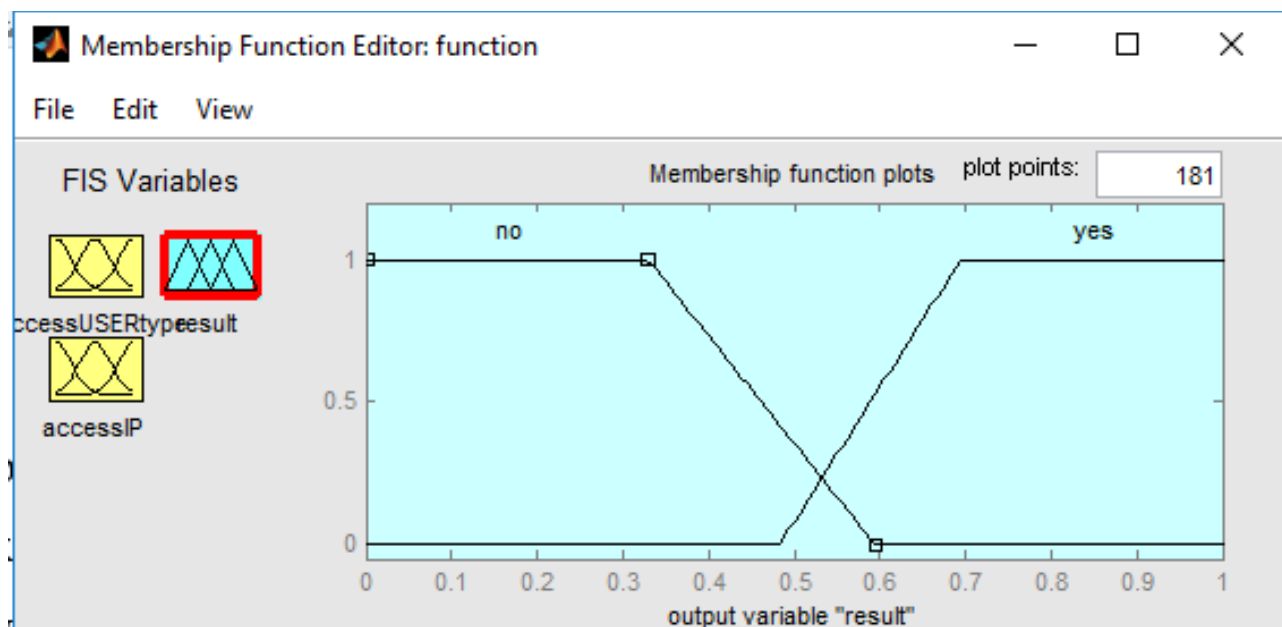 Membership Function Editor: function
File Edit View
FIS Variables
Membership function plots plot points: 181
no yes
1
0.5
0
0 0.1 0.2 0.3 0.4 0.5 0.6 0.7 0.8 0.9 1
output variable "result"
ccessUSERtype result
accessIP